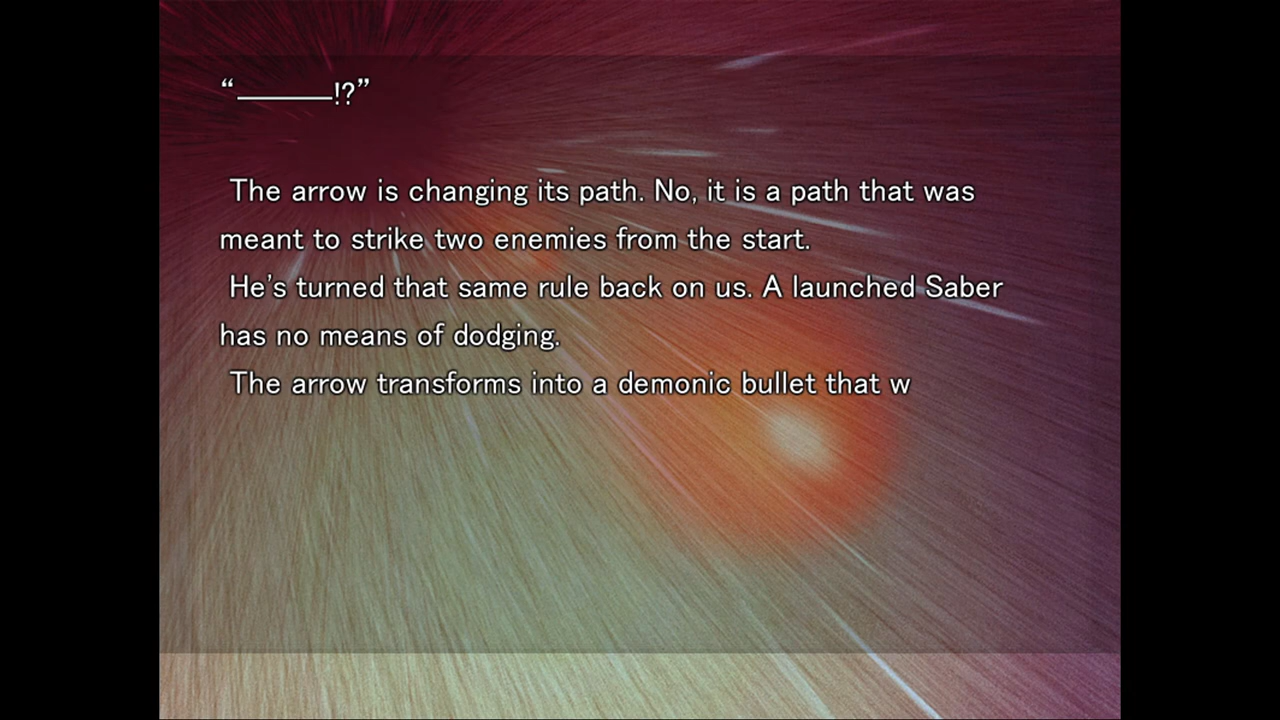 “————!?”
The arrow is changing its path. No, it is a path that was
meant to strike two enemies from the start.
He's turned that same rule back on us. A launched Saber
has no means of dodging.
The arrow transforms into a demonic bullet that w